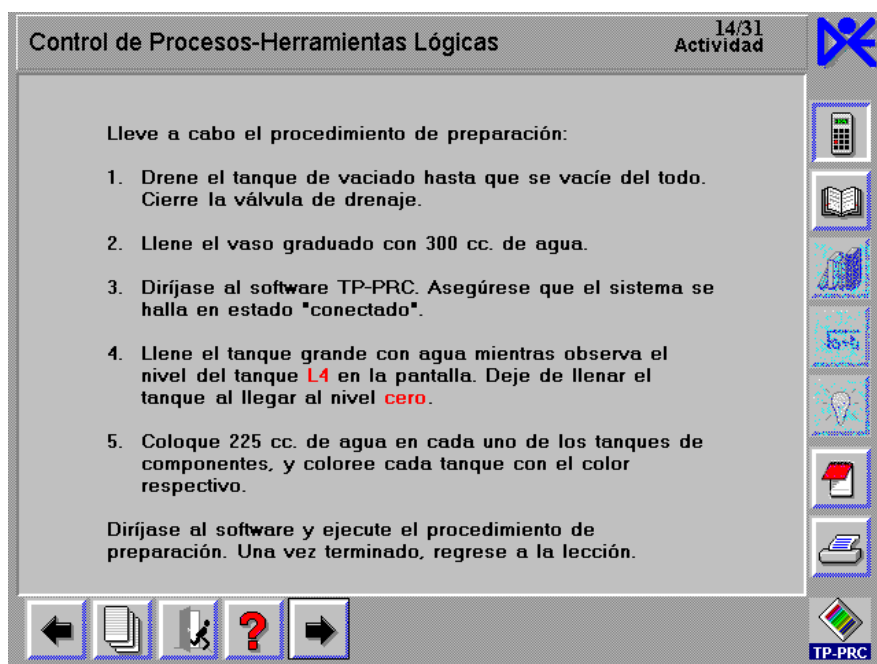 Control de Procesos-Herramientas Lógicas
14/31
Actividad
Lleve a cabo el procedimiento de preparación:
1. Drene el tanque de vaciado hasta que se vacíe del todo.
Cierre la válvula de drenaje.
2. Llene el vaso graduado con 300 cc. de agua.
3. Diríjase al software TP-PRC. Asegúrese que el sistema se
halla en estado "conectado".
4. Llene el tanque grande con agua mientras observa el
nivel del tanque L4 en la pantalla. Deje de llenar el
tanque al llegar al nivel cero.
5. Coloque 225 cc. de agua en cada uno de los tanques de
componentes, y coloree cada tanque con el color
respectivo.
Diríjase al software y ejecute el procedimiento de
preparación. Una vez terminado, regrese a la lección.
?
TP-PRC